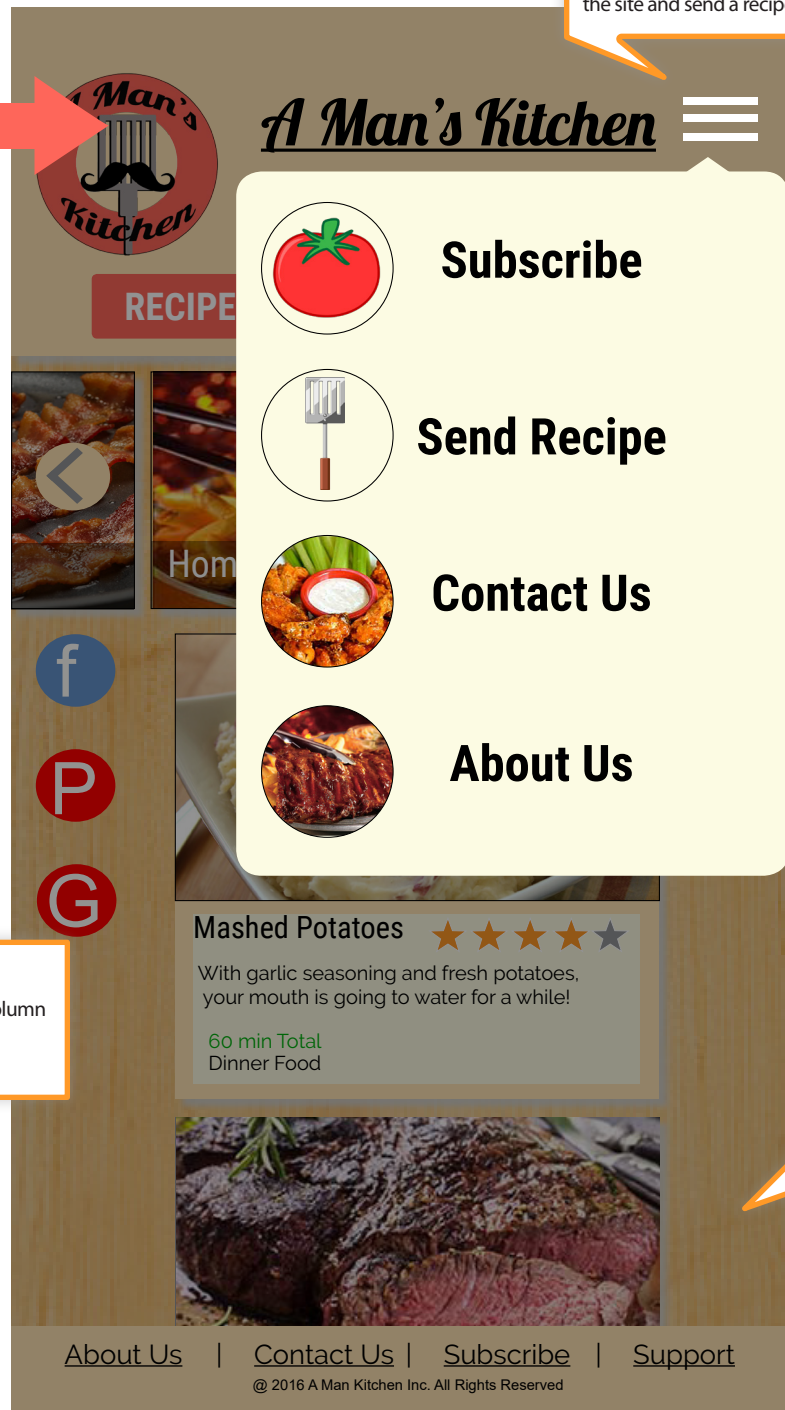 the site and send a recipe
A Man's
Kitchen
A Man's Kitchen
RECIPE
Subscribe
Send Recipe
Contact Us
About Us
Hom
f
P
G
Mashed Potatoes
With garlic seasoning and fresh potatoes,
your mouth is going to water for a while!
60 min Total
Dinner Food
About Us | Contact Us | Subscribe | Support
@ 2016 A Man Kitchen Inc. All Rights Reserved